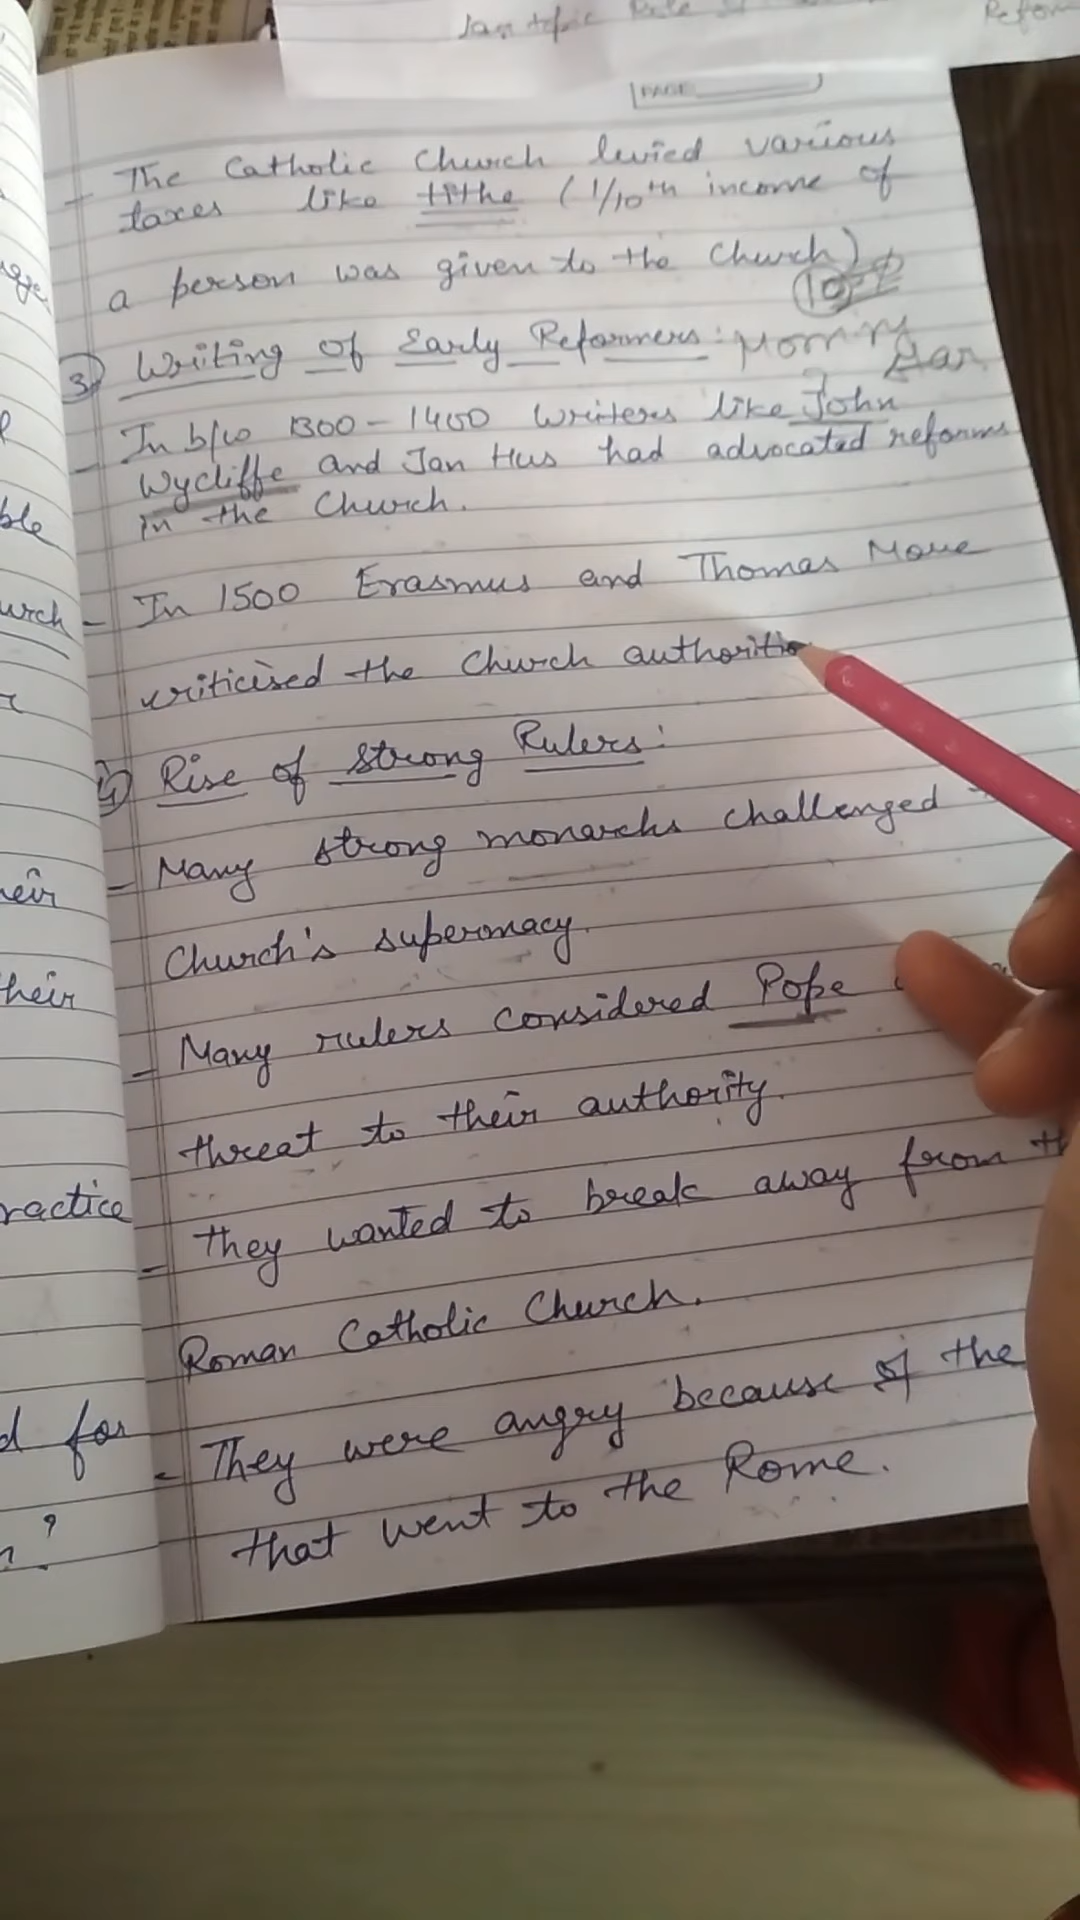 PAGE
- The Catholic Church levied various
taxes like tithe (1/10th income of
a person was given to the Church)
3) Writing of Early Reformers:
- In b/w 1300 - 1400 writers like John
Wycliffe and Jan Hus had advocated reforms
in the Church.
- In 1500 Erasmus and Thomas More
criticised the Church
4) Rise of Strong Rulers:
- Many strong monarchs challenged
Church's supermacy.
- Many rulers considered Pope
threat to their authority.
- they wanted to break away from
Roman Catholic Church.
- They were angry because of the
that went to the Rome.